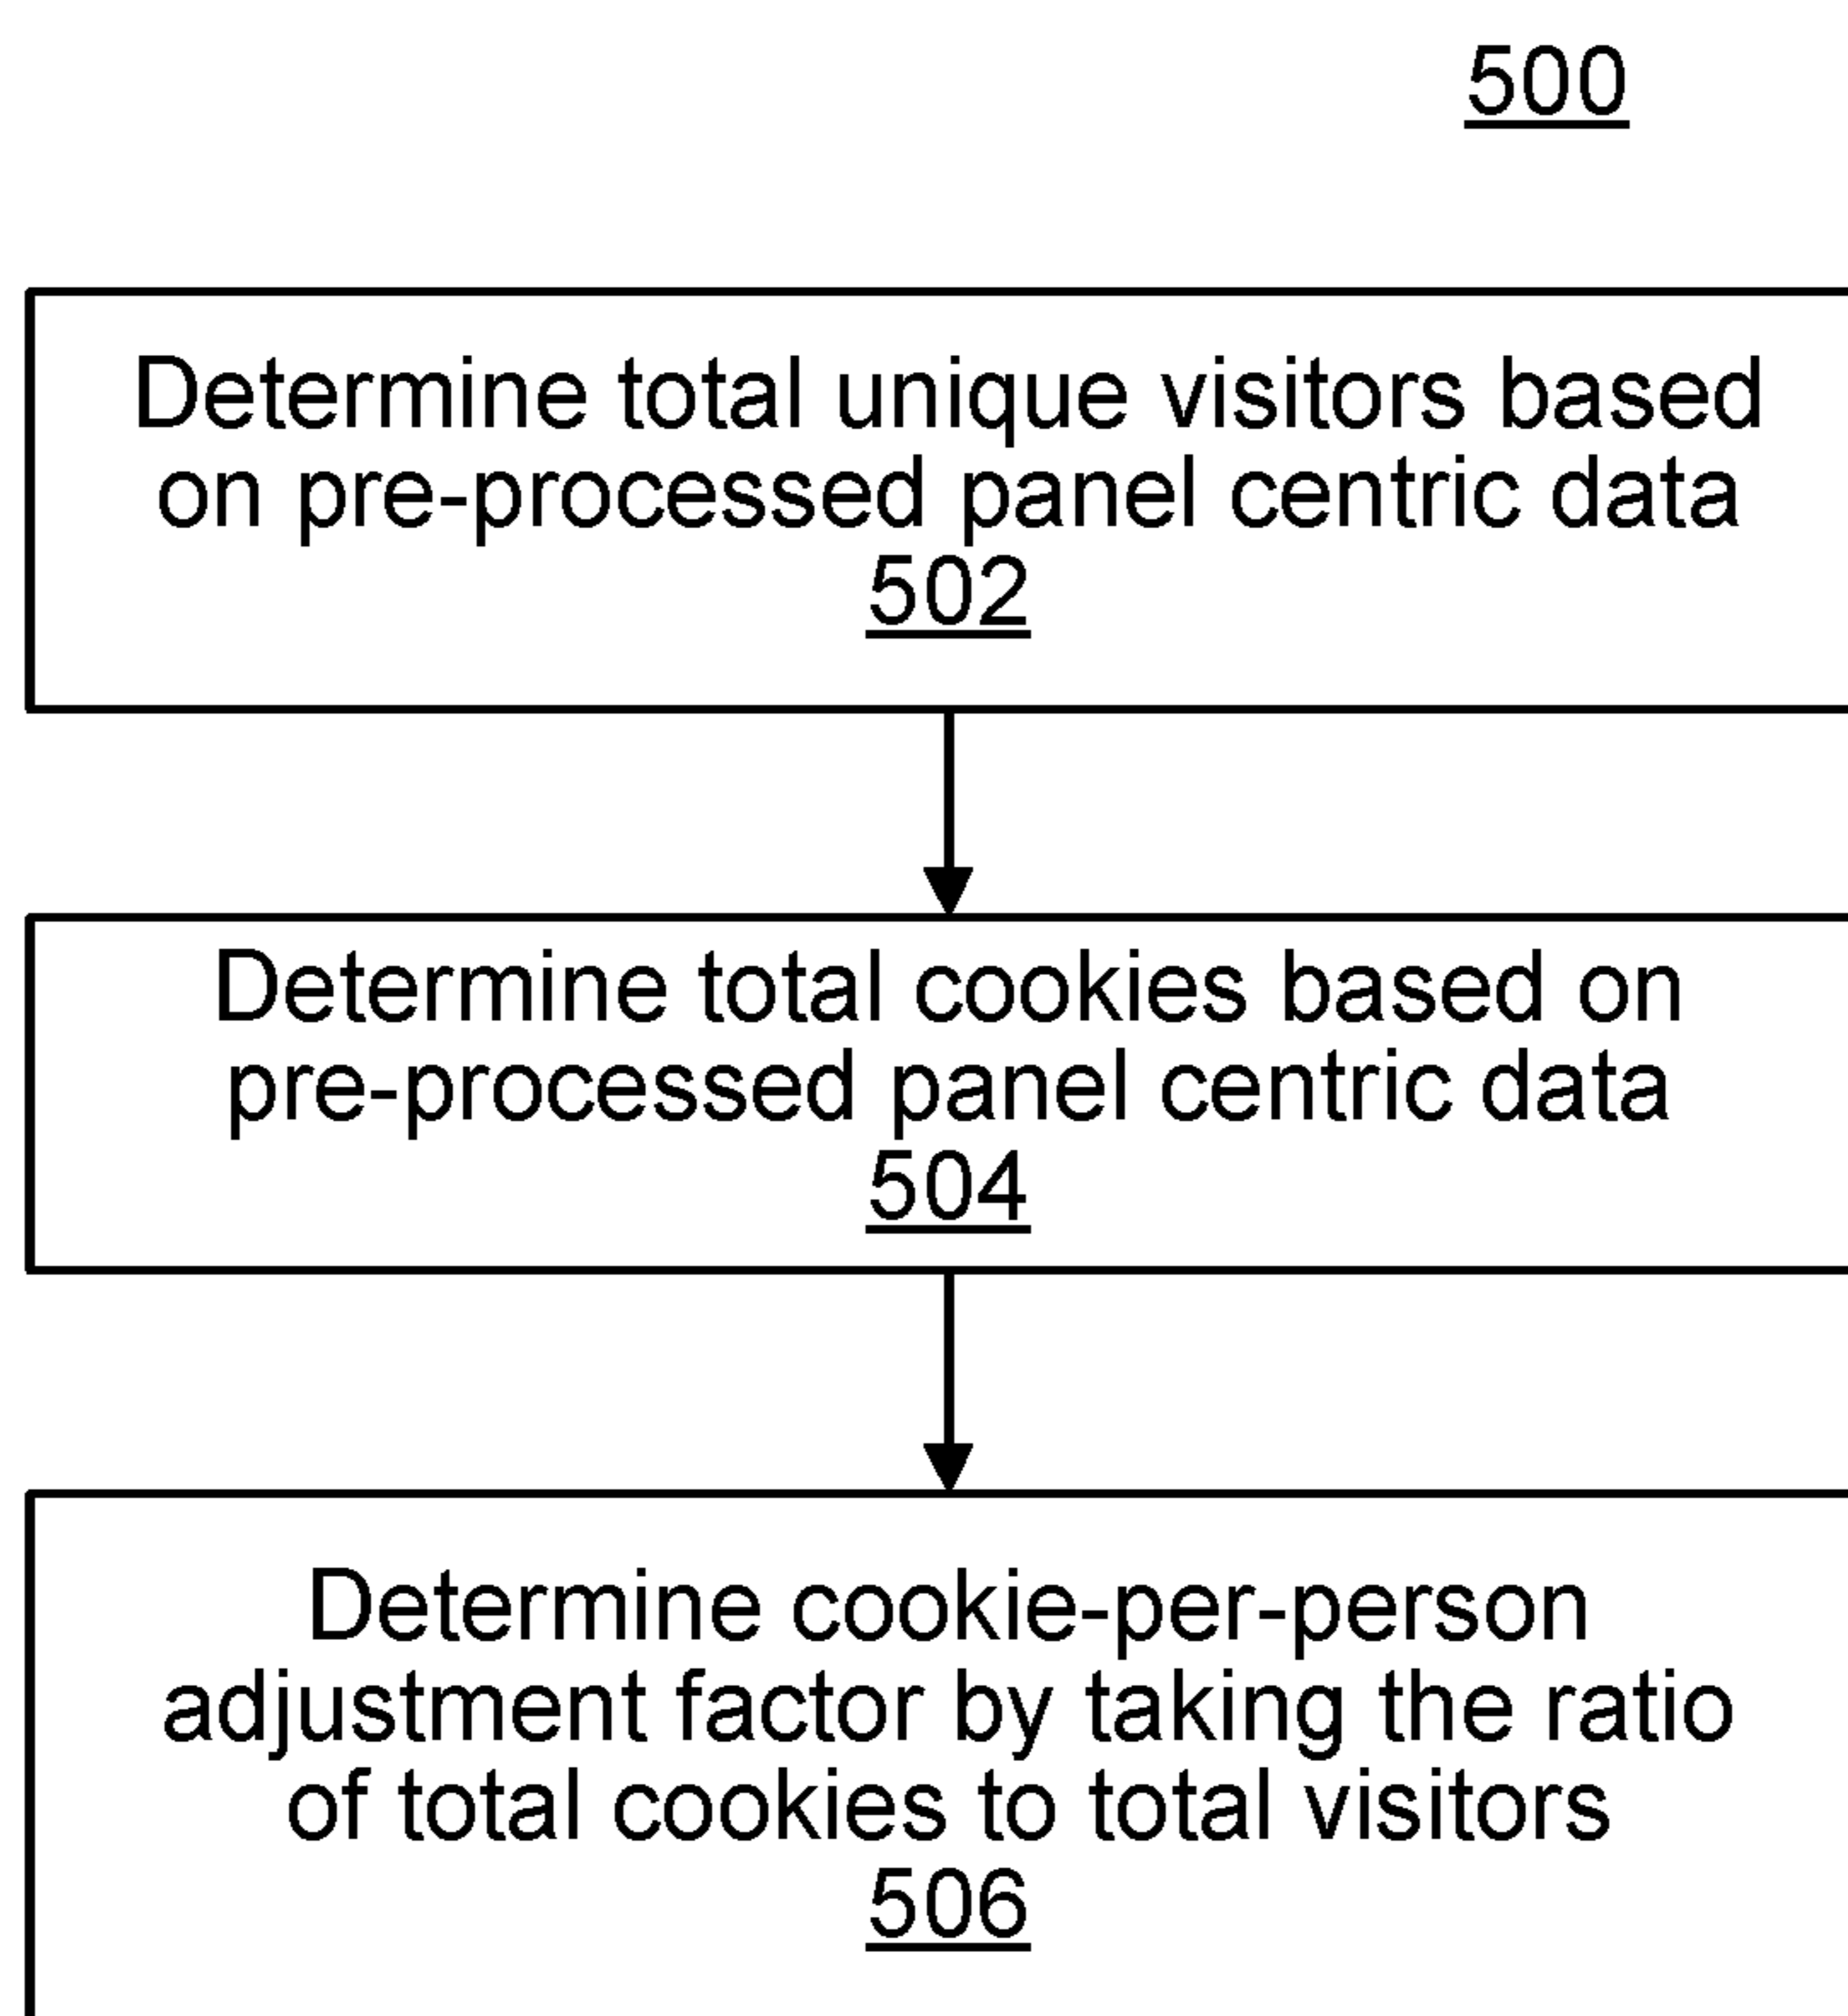 500
Determine total unique visitors based
on pre-processed panel centric data
502
Determine total cookies based on
pre-processed panel centric data
504
Determine cookie-per-person
adjustment factor by taking the ratio
of total cookies to total visitors
506